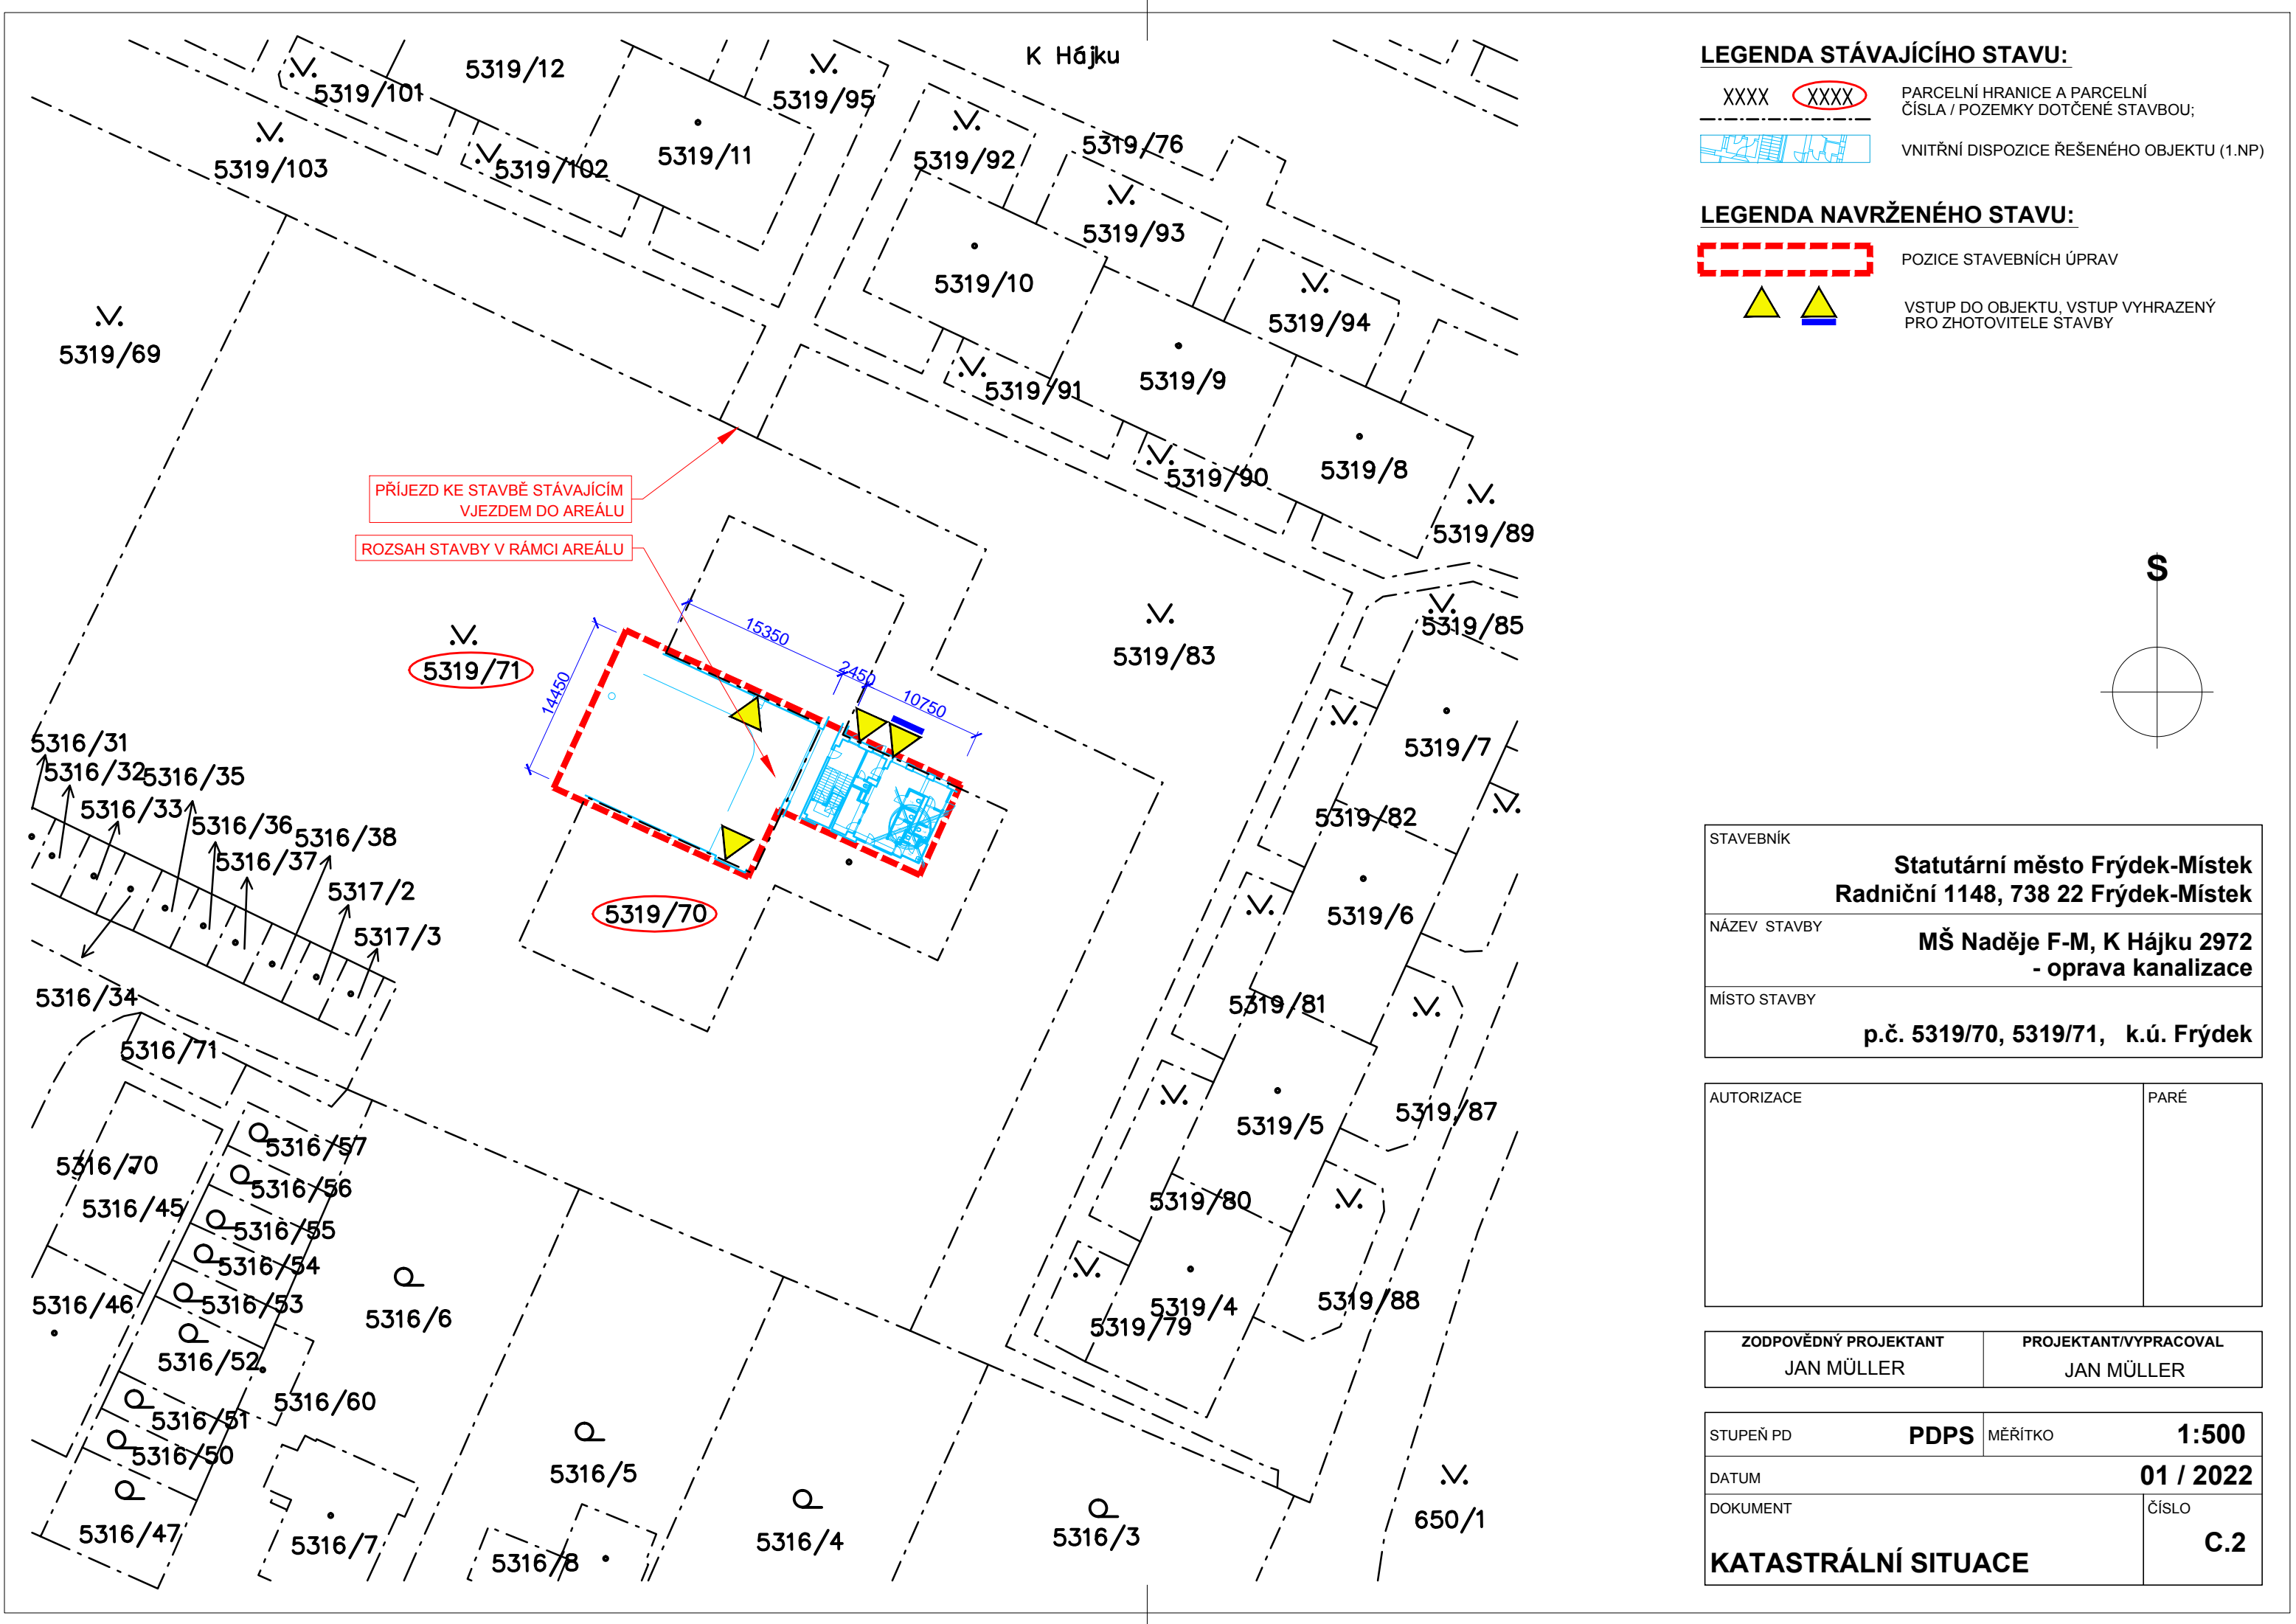 K Hájku
5319/12
5319/101
5319/95
5319/103
5319/102
5319/11
5319/92
5319/76
5319/93
5319/10
5319/94
5319/69
5319/91
5319/9
5319/90
5319/8
5319/89
PŘÍJEZD KE STAVBĚ STÁVAJÍCÍM
VJEZDEM DO AREÁLU
ROZSAH STAVBY V RÁMCI AREÁLU
15350
2450
10750
14450
5319/71
5319/83
5319/85
5319/7
5316/31
5316/32
5316/35
5316/33
5316/36
5316/38
5316/37
5317/2
5317/3
5319/82
5319/70
5319/6
5316/34
5319/81
5316/71
5319/87
5319/5
5316/57
5316/70
5316/56
5316/45
5319/80
5316/55
5316/54
5316/46
5316/53
5316/6
5319/4
5319/88
5319/79
5316/52
5316/60
5316/51
5316/50
5316/5
5316/47
5316/7
5316/8
5316/4
5316/3
650/1
LEGENDA STÁVAJÍCÍHO STAVU:
XXXX XXXX
PARCELNÍ HRANICE A PARCELNÍ
ČÍSLA / POZEMKY DOTČENÉ STAVBOU;
VNITŘNÍ DISPOZICE ŘEŠENÉHO OBJEKTU (1.NP)
LEGENDA NAVRŽENÉHO STAVU:
POZICE STAVEBNÍCH ÚPRAV
VSTUP DO OBJEKTU, VSTUP VYHRAZENÝ
PRO ZHOTOVITELE STAVBY
S
STAVEBNÍK
Statutární město Frýdek-Místek
Radniční 1148, 738 22 Frýdek-Místek
NÁZEV STAVBY
MŠ Naděje F-M, K Hájku 2972
- oprava kanalizace
MÍSTO STAVBY
p.č. 5319/70, 5319/71, k.ú. Frýdek
AUTORIZACE
PARÉ
ZODPOVĚDNÝ PROJEKTANT
JAN MÜLLER
PROJEKTANT/VYPRACOVAL
JAN MÜLLER
STUPEŇ PD PDPS
MĚŘÍTKO 1:500
DATUM 01 / 2022
DOKUMENT
KATASTRÁLNÍ SITUACE
ČÍSLO
C.2